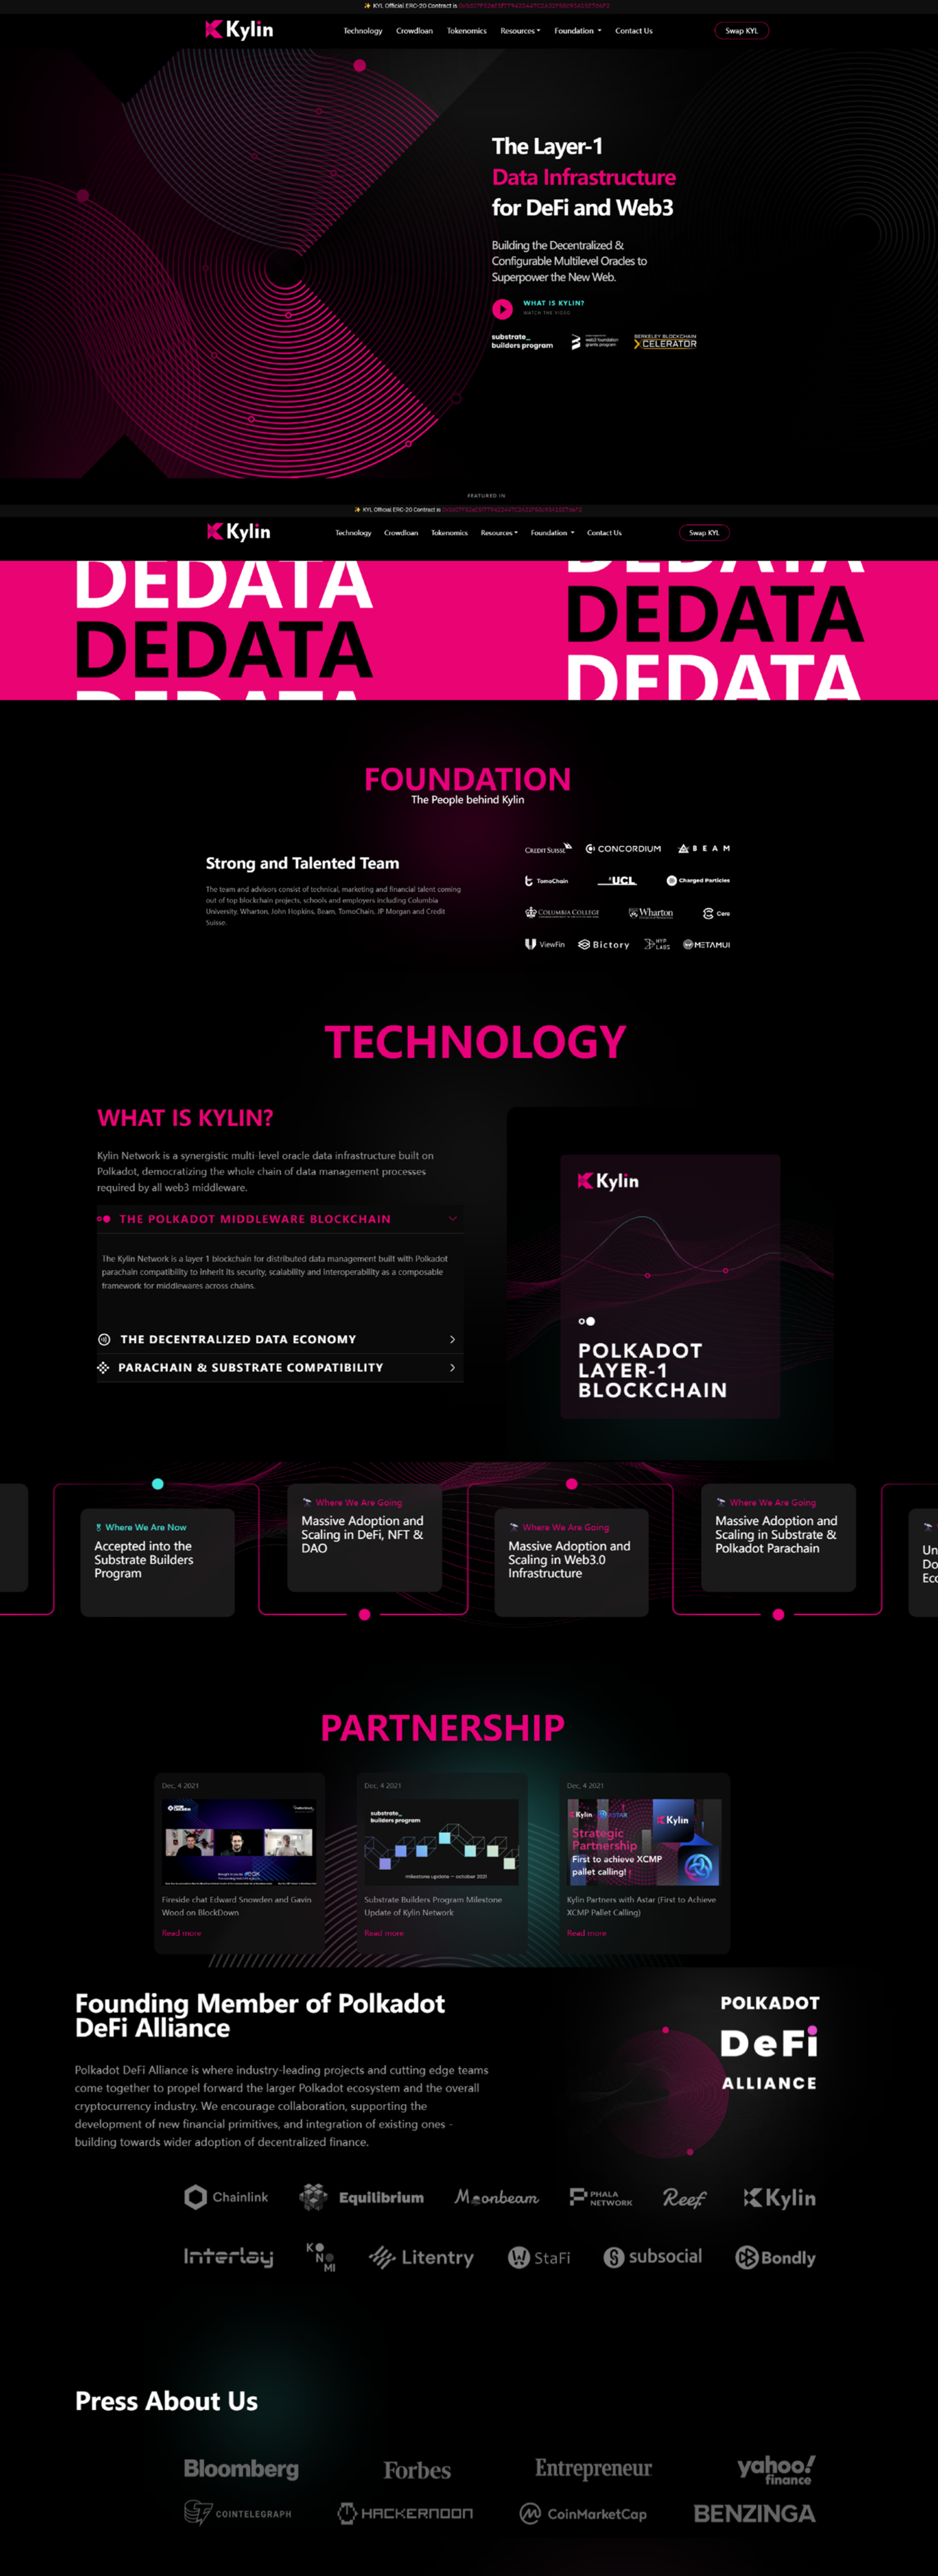 ✨ KYL Official ERC-20 Contract is
Kylin
Technology Crowdloan Tokenomics Resources Foundation Contact Us Swap KYL
The Layer-1
Data Infrastructure
for DeFi and Web3
Building the Decentralized &
Configurable Multilevel Oracles to
Superpower the New Web.
WHAT IS KYLIN?
WATCH THE VIDEO
substrate_
builders program
web3 foundation
grants program
BERKELEY BLOCKCHAIN
XCELERATOR
FEATURED IN
✨ KYL Official ERC-20 Contract is
Kylin
Technology Crowdloan Tokenomics Resources Foundation Contact Us Swap KYL
DEDATA
DEDATA
DEDATA
DEDATA
DEDATA
DEDATA
FOUNDATION
The People behind Kylin
Strong and Talented Team
The team and advisors consist of technical, marketing and financial talent coming
out of top blockchain projects, schools and employers including Columbia
University, Wharton, John Hopkins, Beam, TomoChain, JP Morgan and Credit
Suisse.
CREDIT SUISSE CONCORDIUM BEAM
TomoChain UCL Charged Particles
COLUMBIA COLLEGE Wharton Cere
ViewFin Bictory HYP LABS METAMUI
TECHNOLOGY
WHAT IS KYLIN?
Kylin Network is a synergistic multi-level oracle data infrastructure built on
Polkadot, democratizing the whole chain of data management processes
required by all web3 middleware.
THE POLKADOT MIDDLEWARE BLOCKCHAIN
The Kylin Network is a layer 1 blockchain for distributed data management built with Polkadot
parachain compatibility to inherit its security, scalability and interoperability as a composable
framework for middlewares across chains.
THE DECENTRALIZED DATA ECONOMY
PARACHAIN & SUBSTRATE COMPATIBILITY
Kylin
POLKADOT
LAYER-1
BLOCKCHAIN
Where We Are Now
Accepted into the
Substrate Builders
Program
Where We Are Going
Massive Adoption and
Scaling in DeFi, NFT &
DAO
Where We Are Going
Massive Adoption and
Scaling in Web3.0
Infrastructure
Where We Are Going
Massive Adoption and
Scaling in Substrate &
Polkadot Parachain
Un
Do
Ecc
PARTNERSHIP
Dec, 4 2021
Fireside chat Edward Snowden and Gavin
Wood on BlockDown
Read more
Dec, 4 2021
substrate_
builders program
milestone update – october 2021
Substrate Builders Program Milestone
Update of Kylin Network
Read more
Dec, 4 2021
Kylin ASTAR
Kylin
Strategic
Partnership
First to achieve XCMP
pallet calling!
Kylin Partners with Astar (First to Achieve
XCMP Pallet Calling)
Read more
Founding Member of Polkadot
DeFi Alliance
POLKADOT
DeFi
ALLIANCE
Polkadot DeFi Alliance is where industry-leading projects and cutting edge teams
come together to propel forward the larger Polkadot ecosystem and the overall
cryptocurrency industry. We encourage collaboration, supporting the
development of new financial primitives, and integration of existing ones -
building towards wider adoption of decentralized finance.
Chainlink Equilibrium Moonbeam PHALA NETWORK Reef Kylin
Interlay KONOMI Litentry StaFi subsocial Bondly
Press About Us
Bloomberg Forbes Entrepreneur yahoo! finance
COINTELEGRAPH HACKERNOON CoinMarketCap BENZINGA